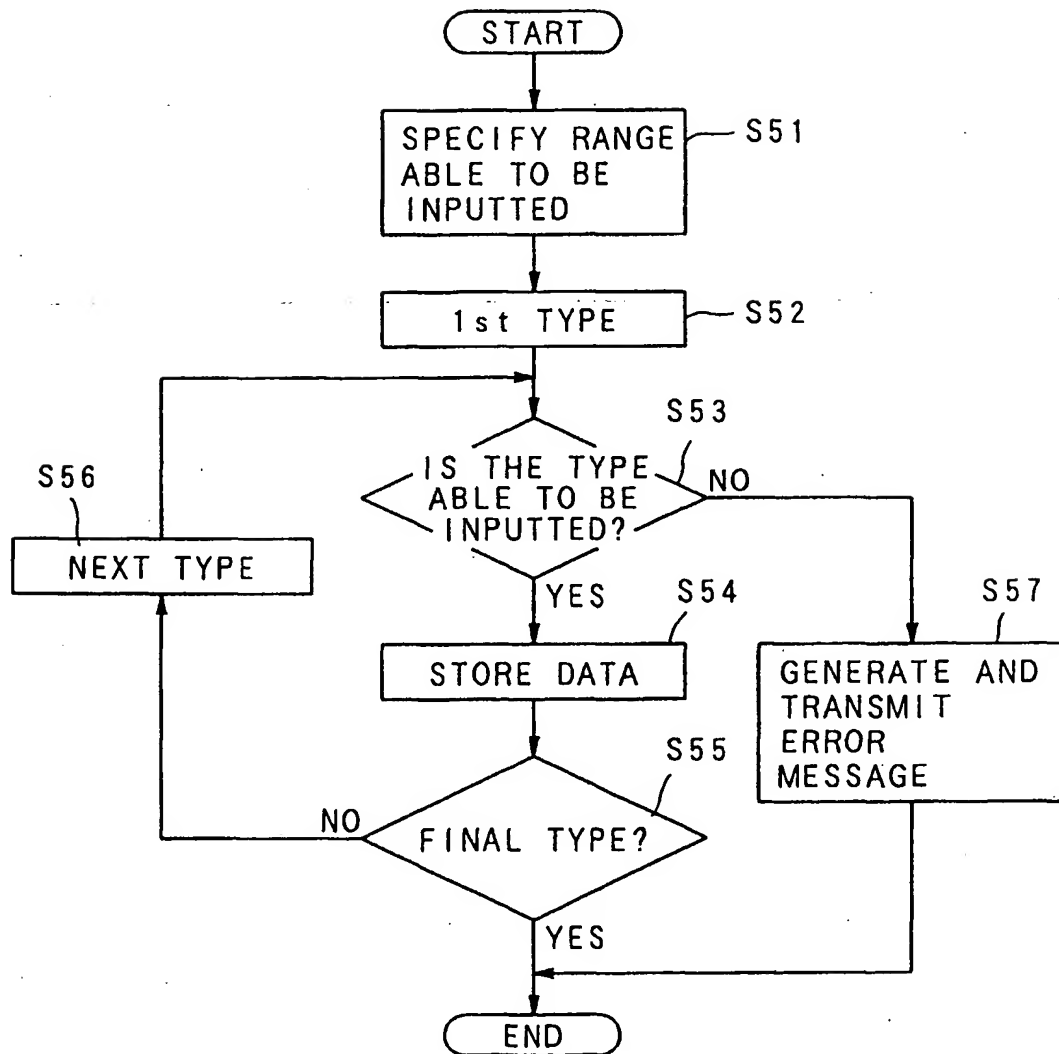 START
SPECIFY RANGE
ABLE TO BE
INPUTTED
S51
1st TYPE
S52
S53
IS THE TYPE
ABLE TO BE
INPUTTED?
NO
YES
S56
NEXT TYPE
S54
STORE DATA
S57
GENERATE AND
TRANSMIT
ERROR
MESSAGE
S55
FINAL TYPE?
NO
YES
END